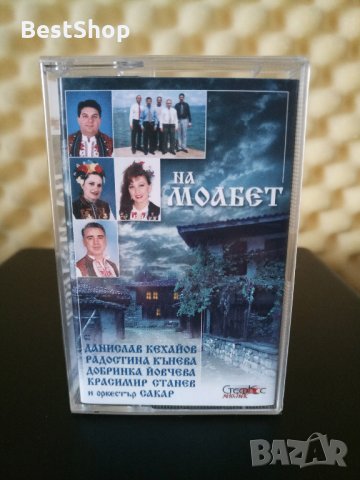 BestShop
НА
МОАБЕТ
с:
ДАНИСЛАВ КЕХАЙОВ
РАДОСТИНА КЪНЕВА
ДОБРИНКА ЙОВЧЕВА
КРАСИМИР СТАНЕВ
и оркестър САКАР
BAZAR